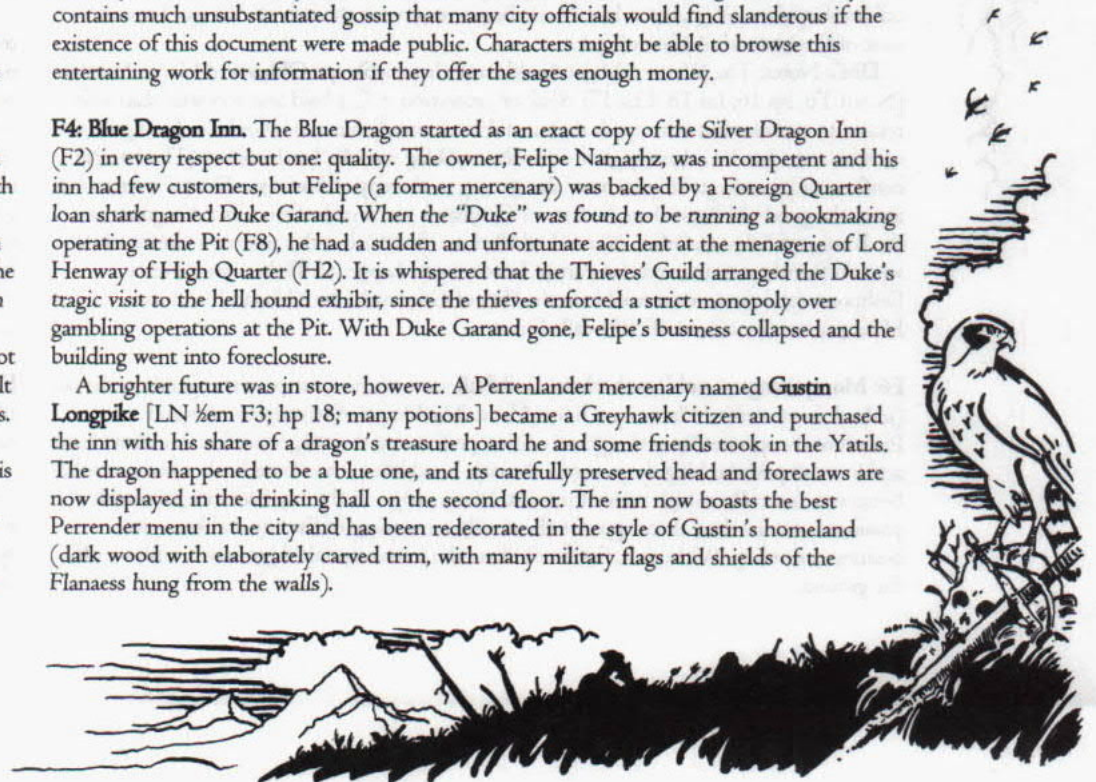 contains much unsubstantiated gossip that many city officials would find slanderous if the
existence of this document were made public. Characters might be able to browse this
entertaining work for information if they offer the sages enough money.
F4: Blue Dragon Inn. The Blue Dragon started as an exact copy of the Silver Dragon Inn
(F2) in every respect but one: quality. The owner, Felipe Namarhz, was incompetent and his
inn had few customers, but Felipe (a former mercenary) was backed by a Foreign Quarter
loan shark named Duke Garand. When the "Duke" was found to be running a bookmaking
operating at the Pit (F8), he had a sudden and unfortunate accident at the menagerie of Lord
Henway of High Quarter (H2). It is whispered that the Thieves' Guild arranged the Duke's
tragic visit to the hell hound exhibit, since the thieves enforced a strict monopoly over
gambling operations at the Pit. With Duke Garand gone, Felipe's business collapsed and the
building went into foreclosure.
A brighter future was in store, however. A Perrenlander mercenary named Gustin
Longpike [LN ½em F3; hp 18; many potions] became a Greyhawk citizen and purchased
the inn with his share of a dragon's treasure hoard he and some friends took in the Yatils.
The dragon happened to be a blue one, and its carefully preserved head and foreclaws are
now displayed in the drinking hall on the second floor. The inn now boasts the best
Perrender menu in the city and has been redecorated in the style of Gustin's homeland
(dark wood with elaborately carved trim, with many military flags and shields of the
Flanaess hung from the walls).